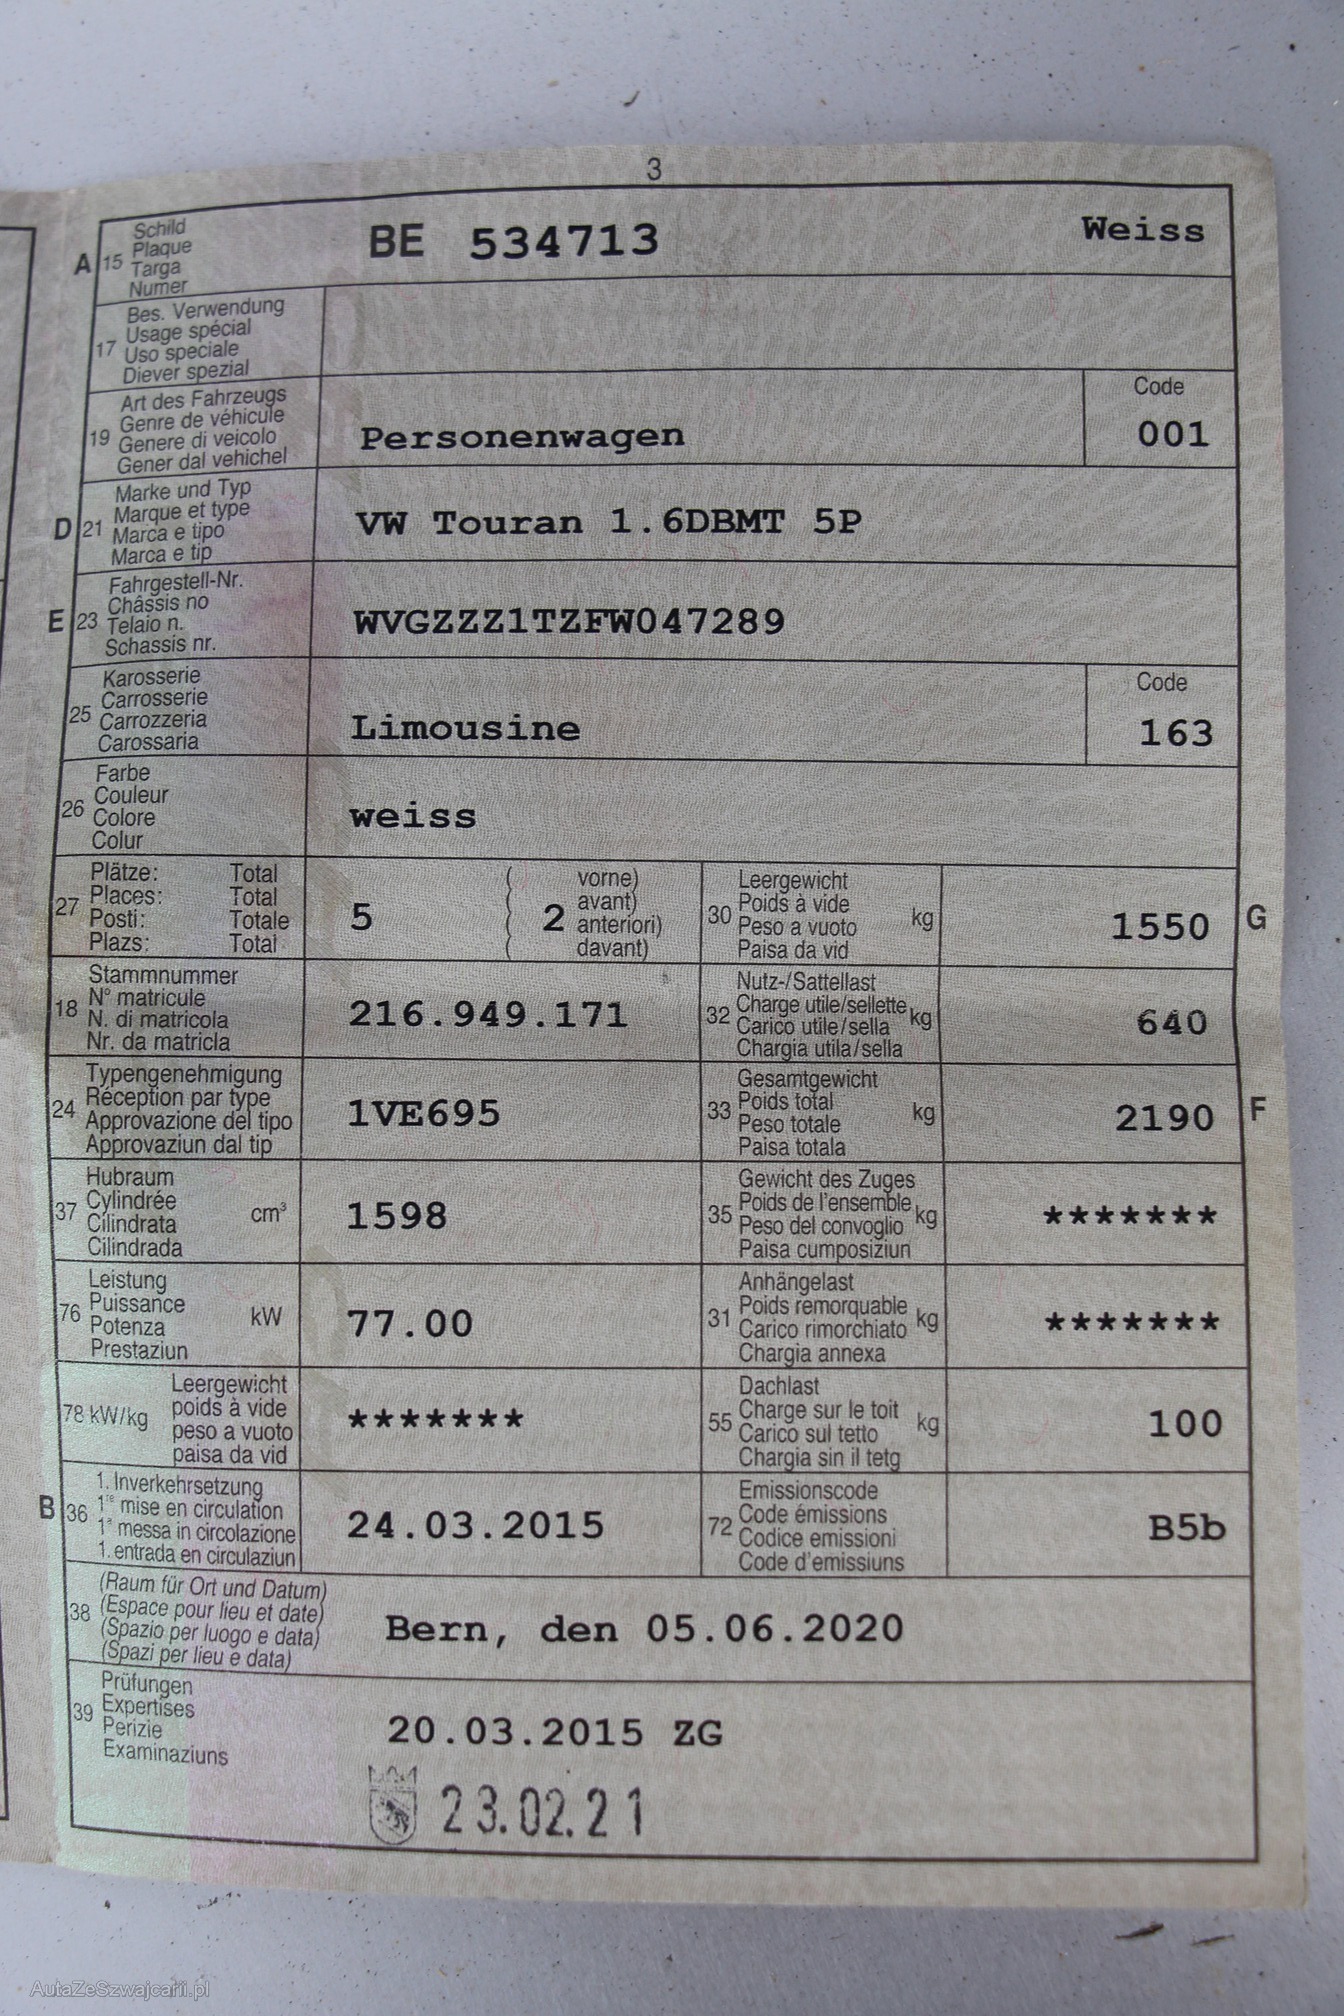 3
A 15 Schild
Plaque
Targa
Numer
BE 534713 Weiss
17 Bes. Verwendung
Usage spécial
Uso speciale
Diever spezial
19 Art des Fahrzeugs
Genre de véhicule
Genere di veicolo
Gener dal vehichel
Personenwagen
Code
001
D 21 Marke und Typ
Marque et type
Marca e tipo
Marca e tip
VW Touran 1.6DBMT 5P
E 23 Fahrgestell-Nr.
Châssis no
Telaio n.
Schassis nr.
WVGZZZ1TZFW047289
25 Karosserie
Carrosserie
Carrozzeria
Carossaria
Limousine
Code
163
26 Farbe
Couleur
Colore
Colur
weiss
27 Plätze: Total
Places: Total
Posti: Totale
Plazs: Total
5
( vorne)
( 2 avant)
( anteriori)
( davant)
30 Leergewicht
Poids à vide
Peso a vuoto
Paisa da vid
kg
1550 G
18 Stammnummer
N° matricule
N. di matricola
Nr. da matricla
216.949.171
32 Nutz-/Sattellast
Charge utile/sellette
Carico utile/sella
Chargia utila/sella
kg
640
24 Typengenehmigung
Réception par type
Approvazione del tipo
Approvaziun dal tip
1VE695
33 Gesamtgewicht
Poids total
Peso totale
Paisa totala
kg
2190 F
37 Hubraum
Cylindrée
Cilindrata
Cilindrada
cm³
1598
35 Gewicht des Zuges
Poids de l'ensemble
Peso del convoglio
Paisa cumposiziun
kg
*******
76 Leistung
Puissance
Potenza
Prestaziun
kW
77.00
31 Anhängelast
Poids remorquable
Carico rimorchiato
Chargia annexa
kg
*******
78 kW/kg
Leergewicht
poids à vide
peso a vuoto
paisa da vid
*******
55 Dachlast
Charge sur le toit
Carico sul tetto
Chargia sin il tetg
kg
100
B 36 1. Inverkehrsetzung
1re mise en circulation
1a messa in circolazione
1. entrada en circulaziun
24.03.2015
72 Emissionscode
Code émissions
Codice emissioni
Code d'emissiuns
B5b
38 (Raum für Ort und Datum)
(Espace pour lieu et date)
(Spazio per luogo e data)
(Spazi per lieu e data)
Bern, den 05.06.2020
39 Prüfungen
Expertises
Perizie
Examinaziuns
20.03.2015 ZG
23.02.21
AutaZeSzwajcarii.pl